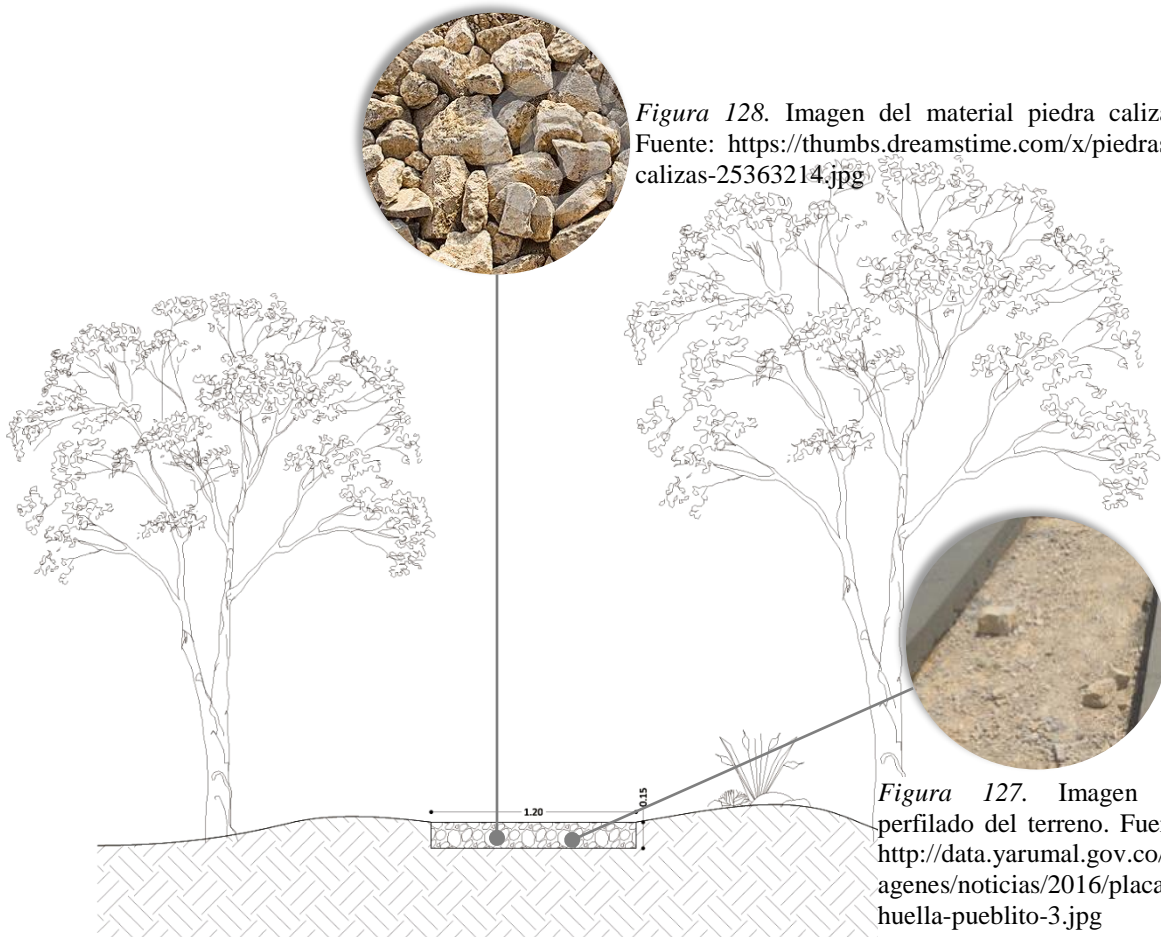 Figura 128. Imagen del material piedra caliza
Fuente: https://thumbs.dreamstime.com/x/piedras
calizas-25363214.jpg
1.20
0.15
Figura 127. Imagen
perfilado del terreno. Fue
http://data.yarumal.gov.co/
agenes/noticias/2016/placa
huella-pueblito-3.jpg